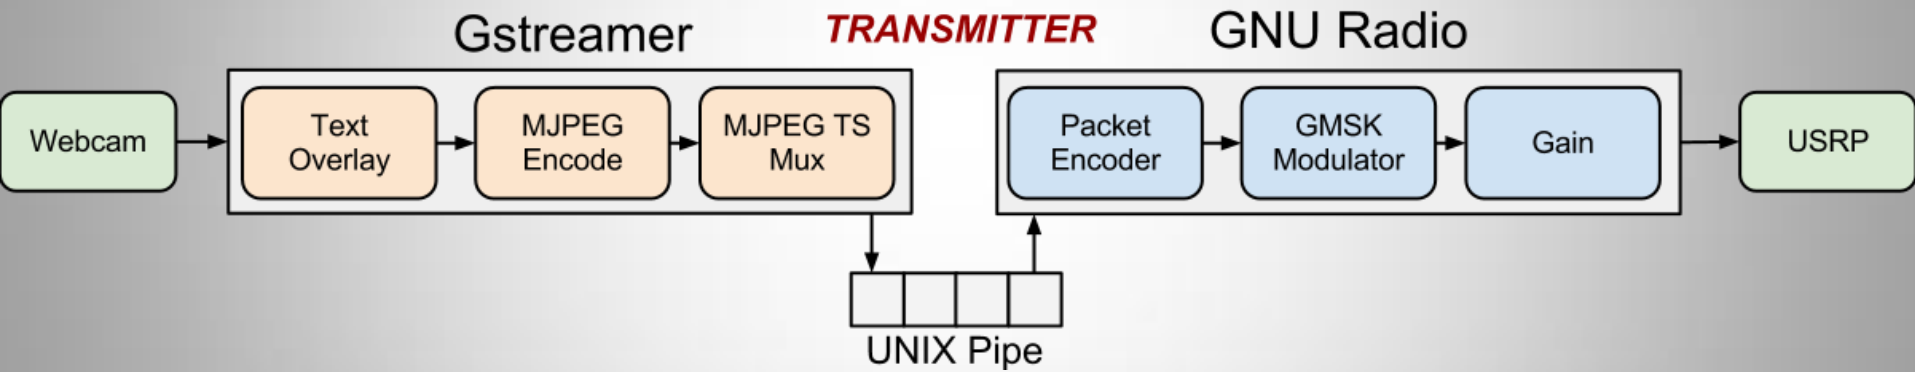 Gstreamer
TRANSMITTER
GNU Radio
Webcam
Text
Overlay
MJPEG
Encode
MJPEG TS
Mux
Packet
Encoder
GMSK
Modulator
Gain
USRP
UNIX Pipe